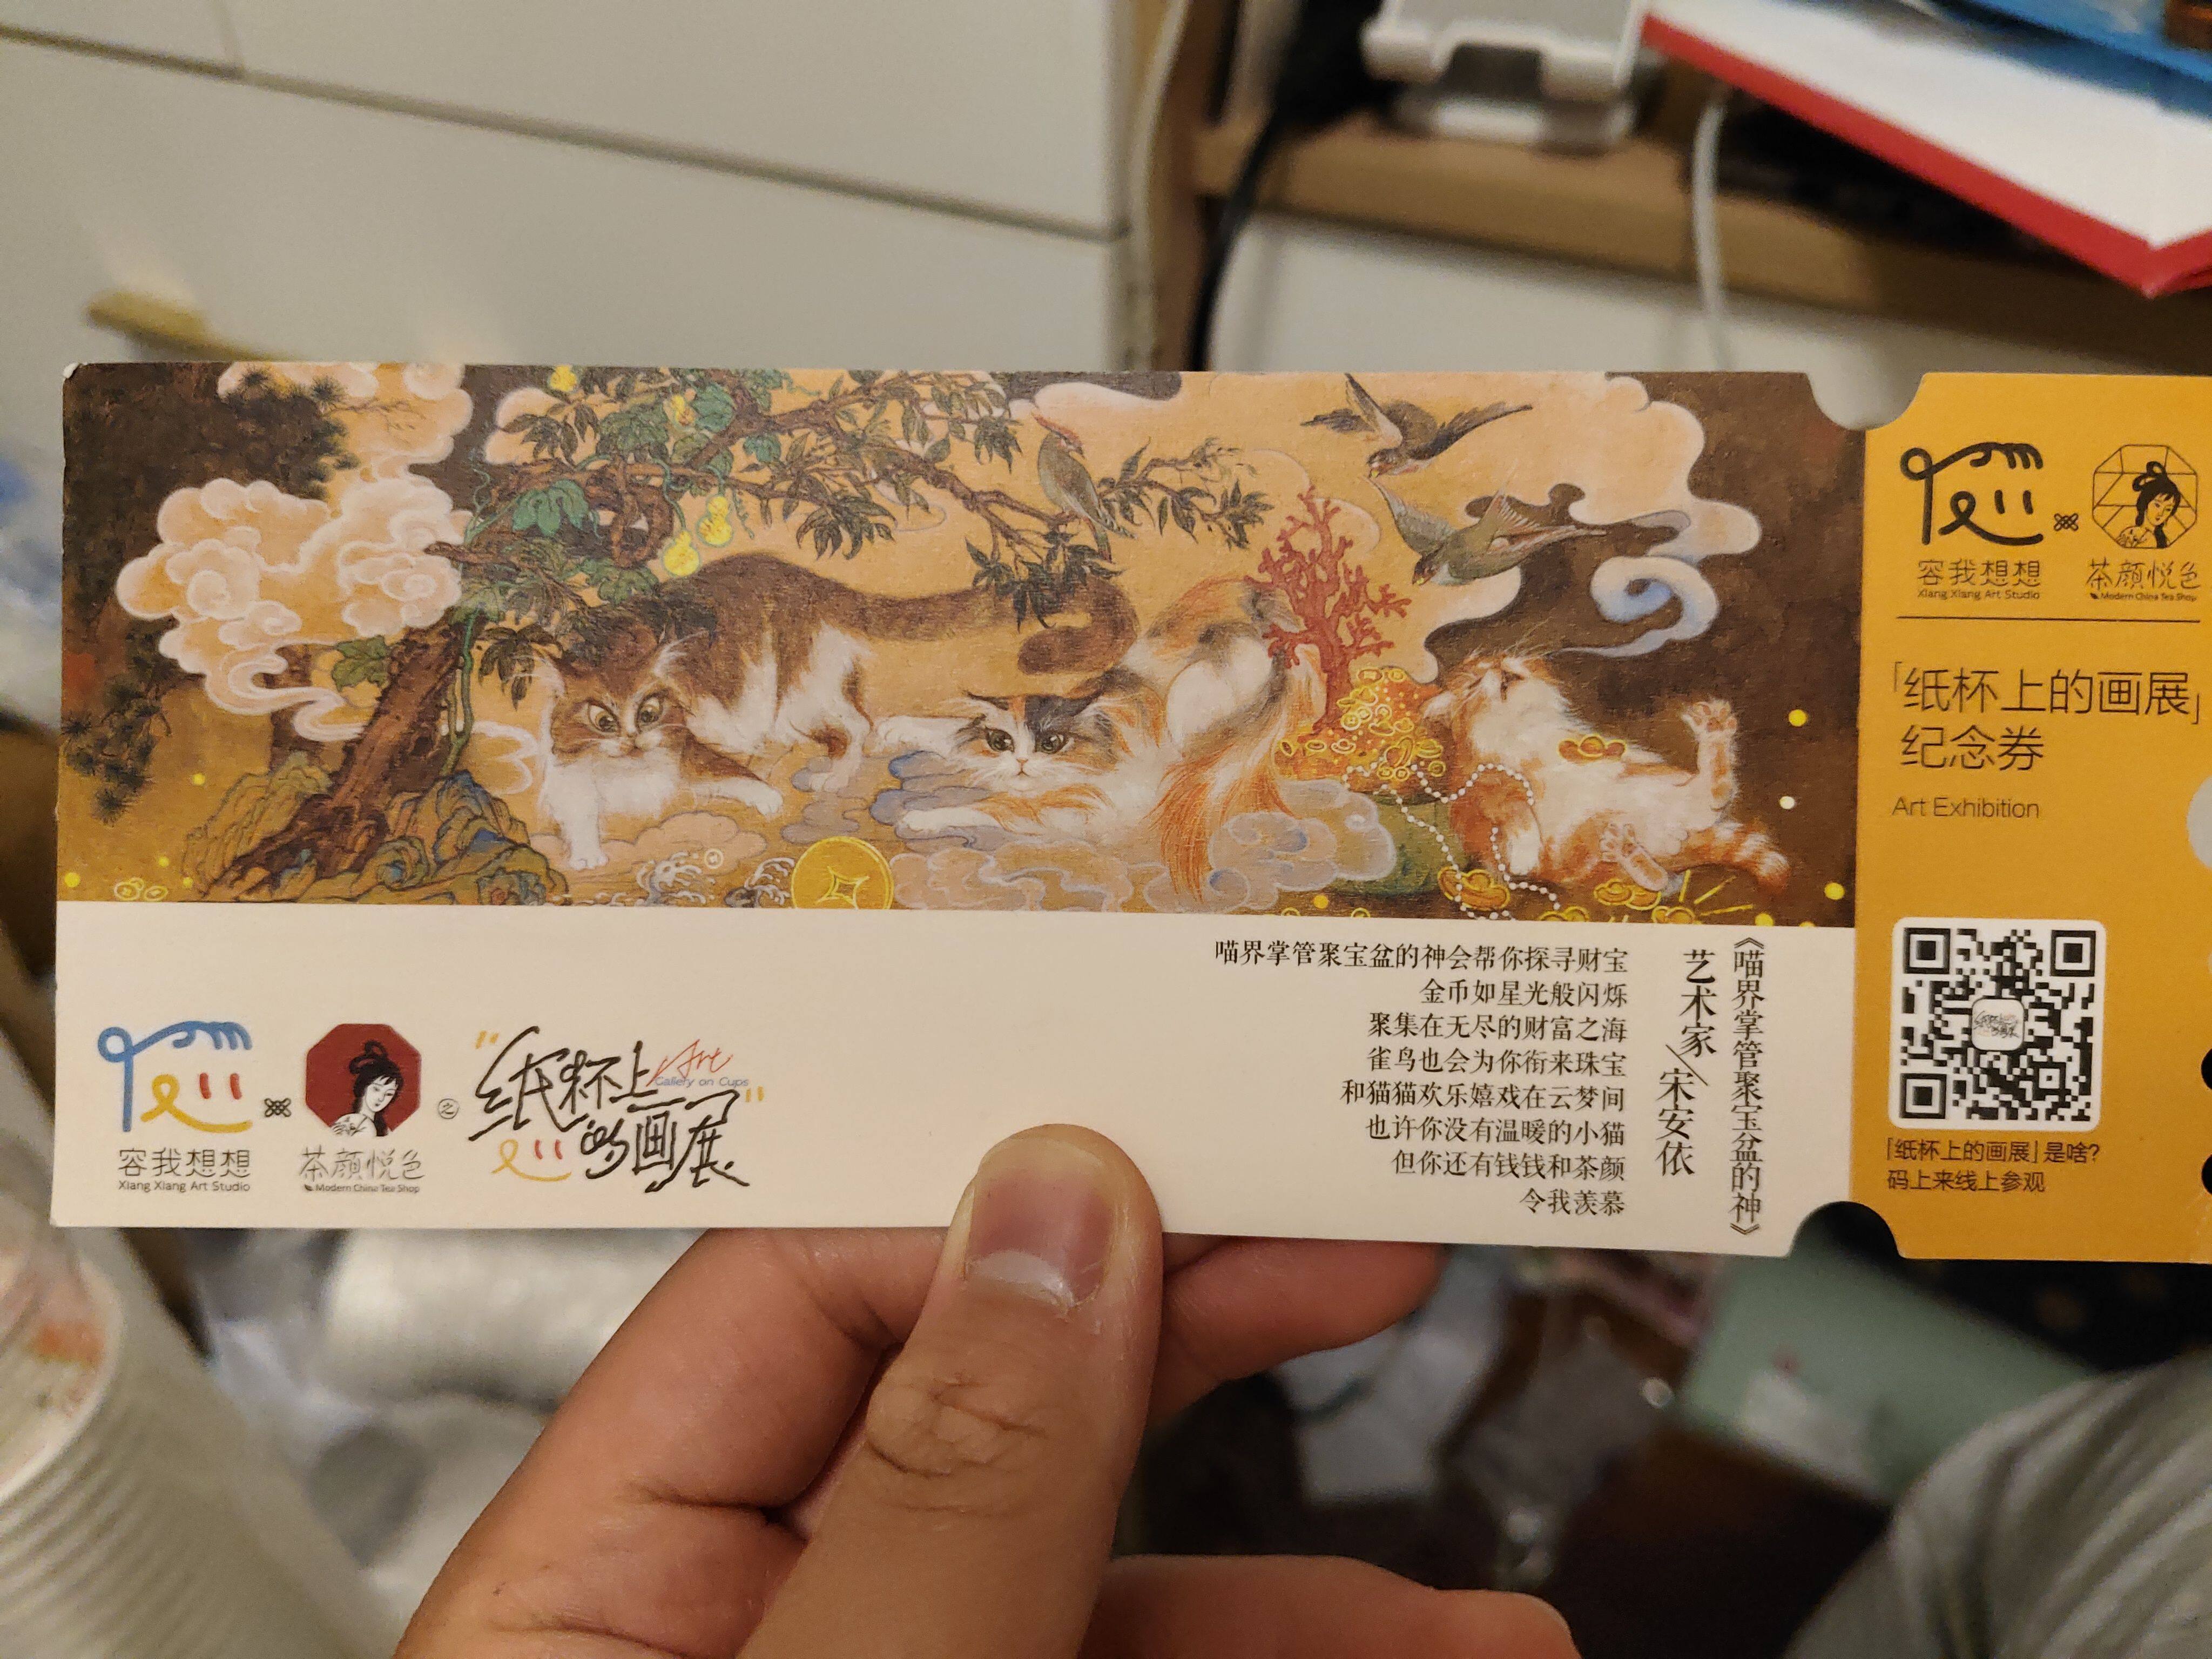 容我想想
Xiang Xiang Art Studio
茶颜悦色
Modern China Tea Shop
之
"纸杯上的画展"
Art
Gallery on Cups
喵界掌管聚宝盆的神会帮你探寻财宝
金币如星光般闪烁
聚集在无尽的财富之海
雀鸟也会为你衔来珠宝
和猫猫欢乐嬉戏在云梦间
也许你没有温暖的小猫
但你还有钱钱和茶颜
令我羡慕
《喵界掌管聚宝盆的神》
艺术家／宋安依
容我想想
Xiang Xiang Art Studio
茶颜悦色
Modern China Tea Shop
「纸杯上的画展」
纪念券
Art Exhibition
「纸杯上的画展」是啥?
码上来线上参观